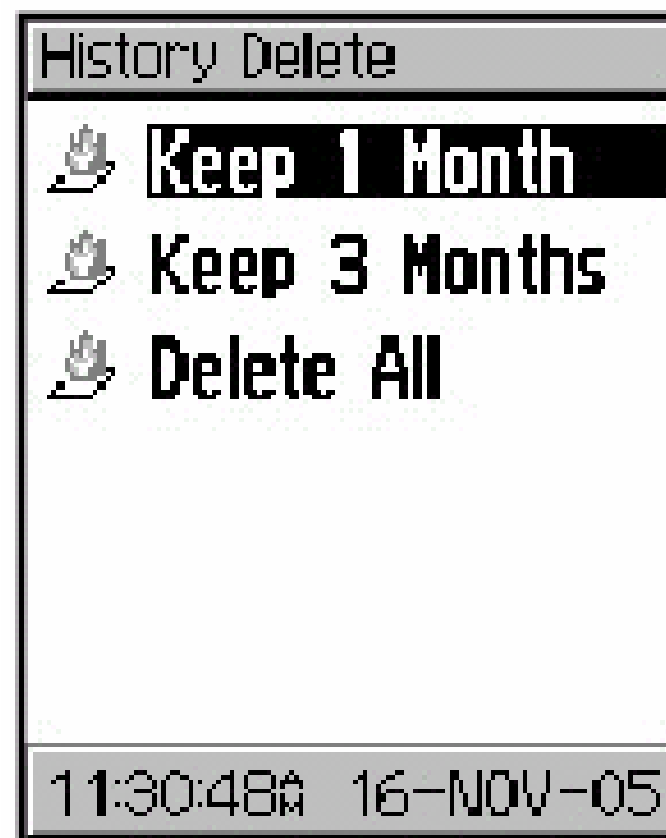 History Delete
Keep 1 Month
Keep 3 Months
Delete All
11:30:48 16-NOV-05